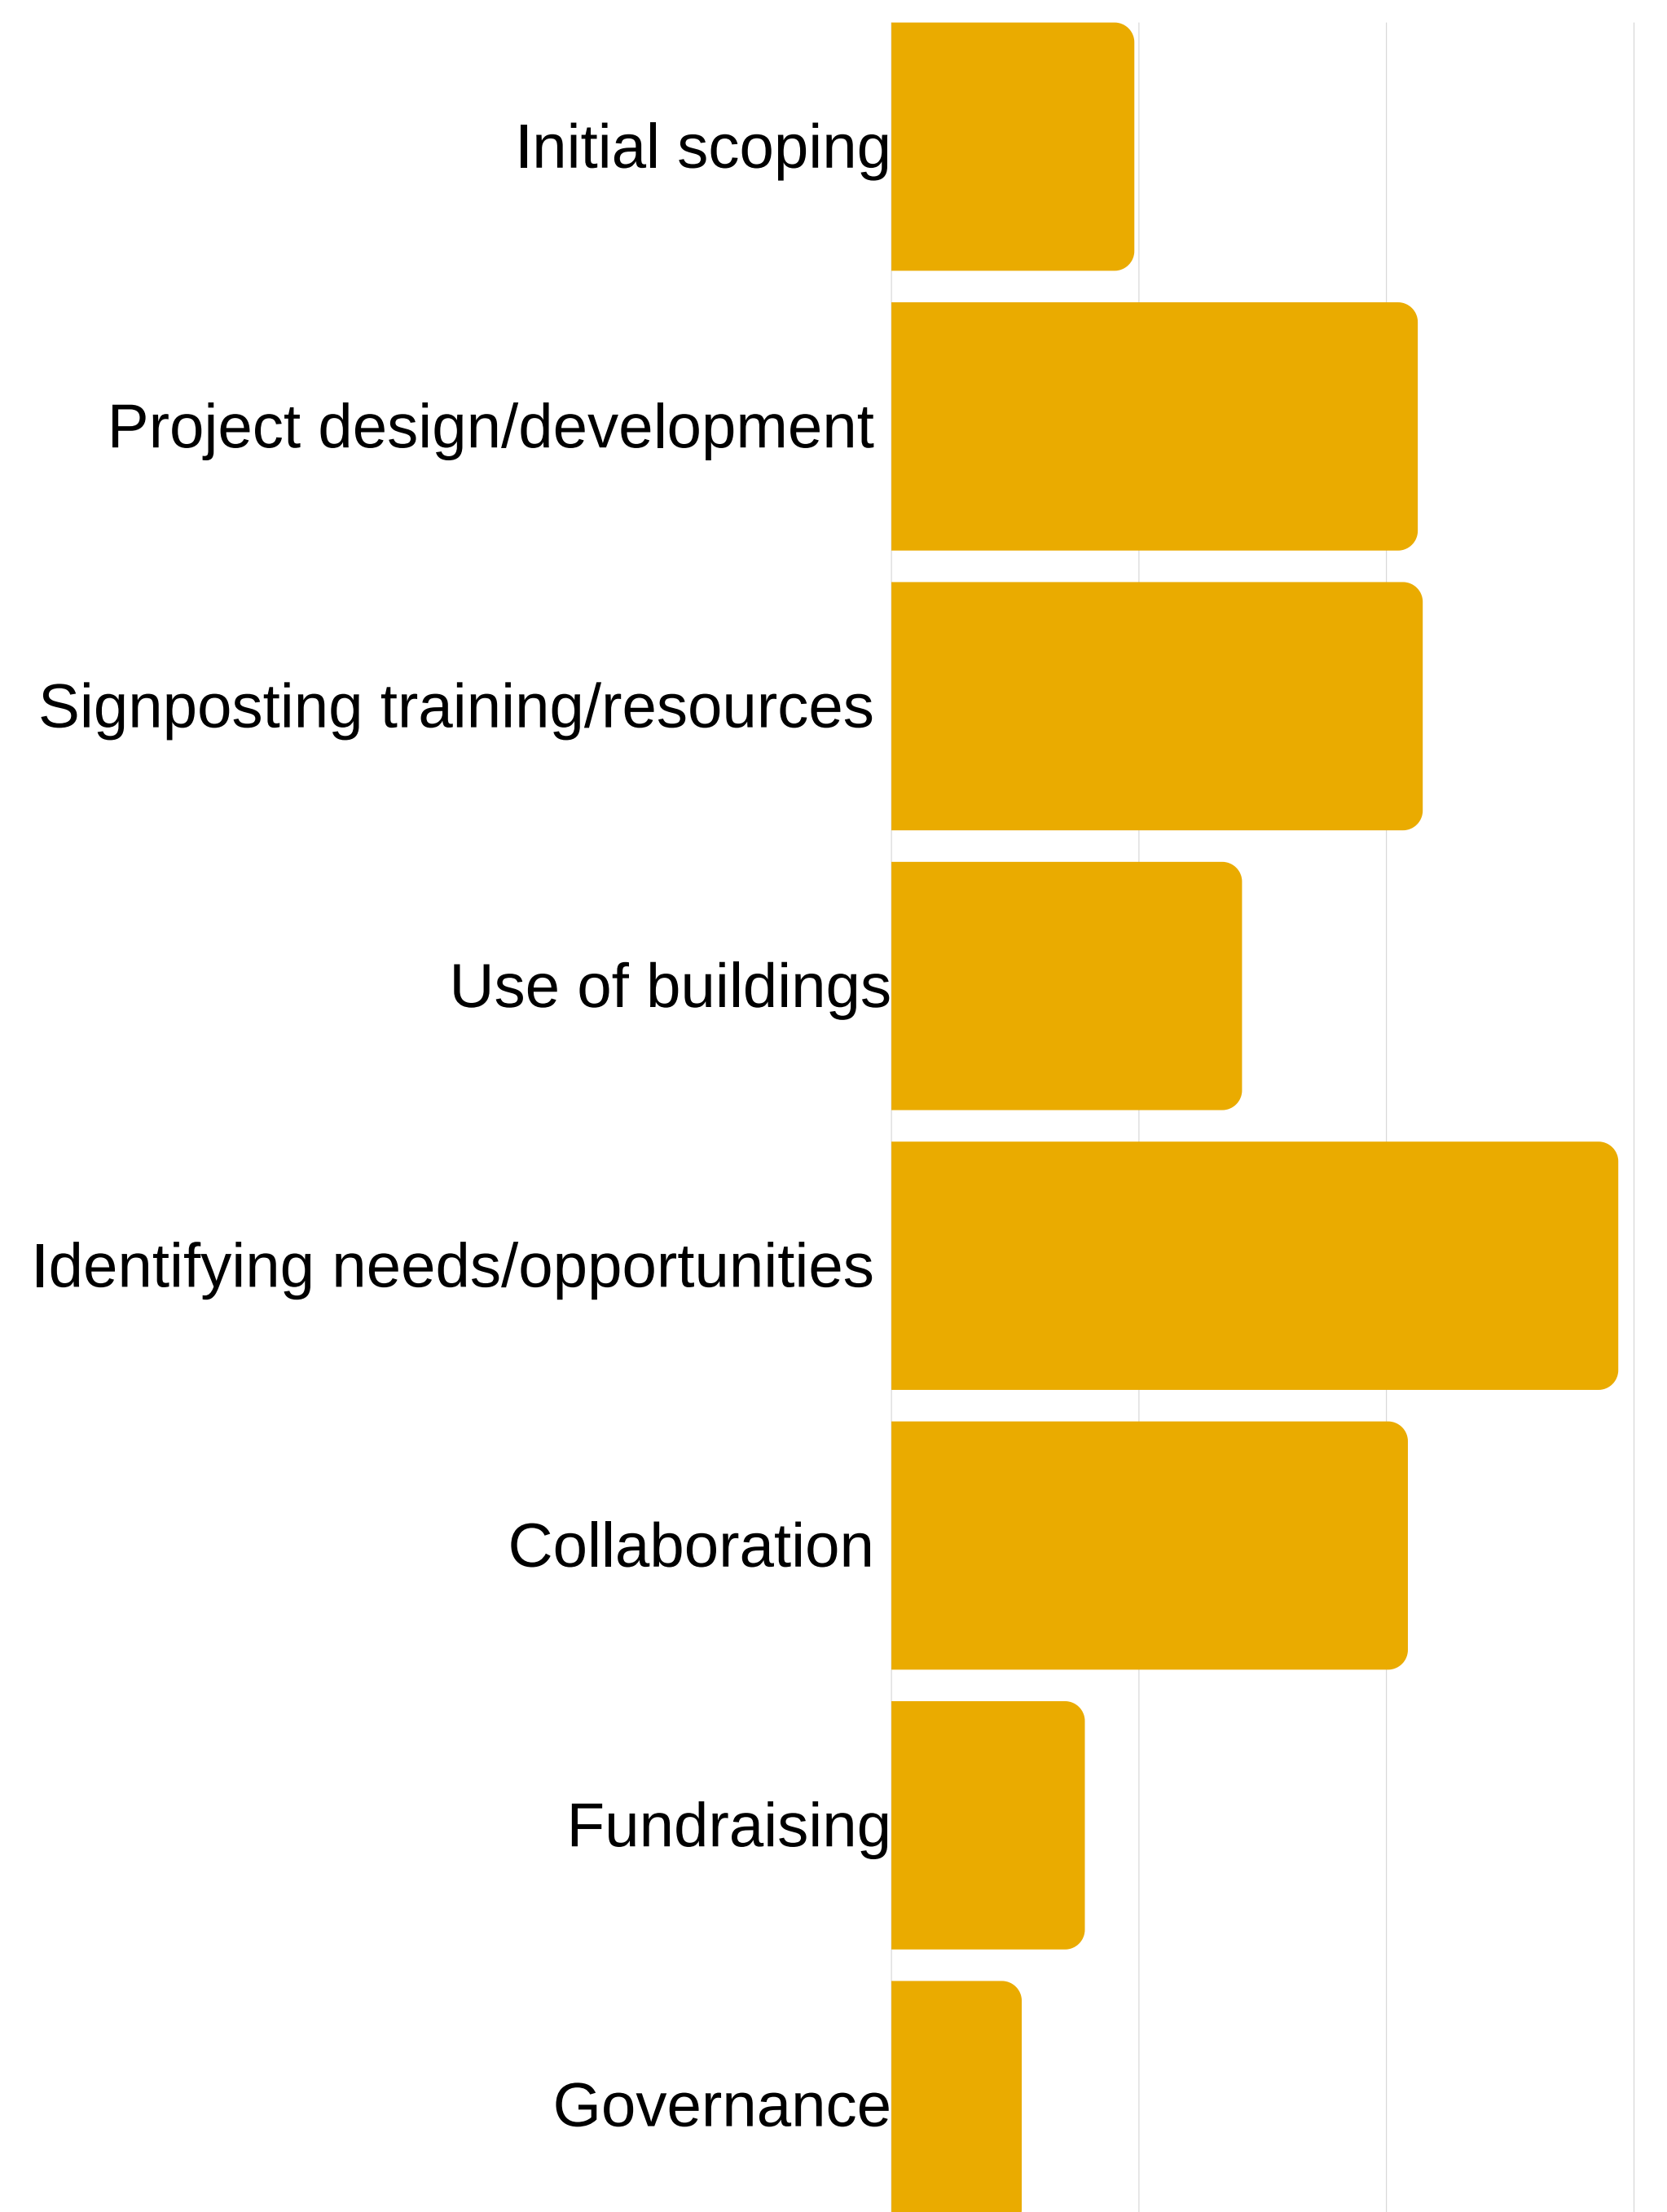 Initial scoping
Project design/development
Signposting training/resources
Use of buildings
Identifying needs/opportunities
Collaboration
Fundraising
Governance